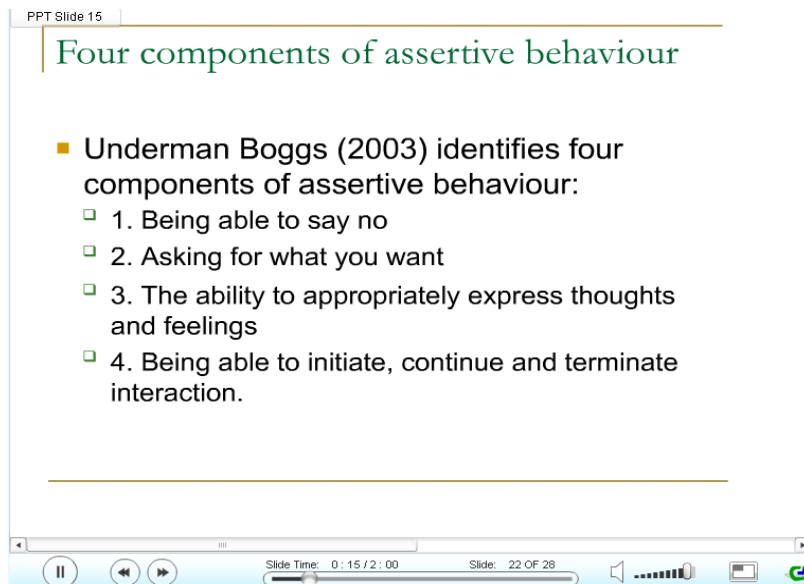 PPT Slide 15
Four components of assertive behaviour
Underman Boggs (2003) identifies four
components of assertive behaviour:
1. Being able to say no
2. Asking for what you want
3. The ability to appropriately express thoughts
and feelings
4. Being able to initiate, continue and terminate
interaction.
Slide Time: 0 : 15 / 2 : 00 Slide: 22 OF 28